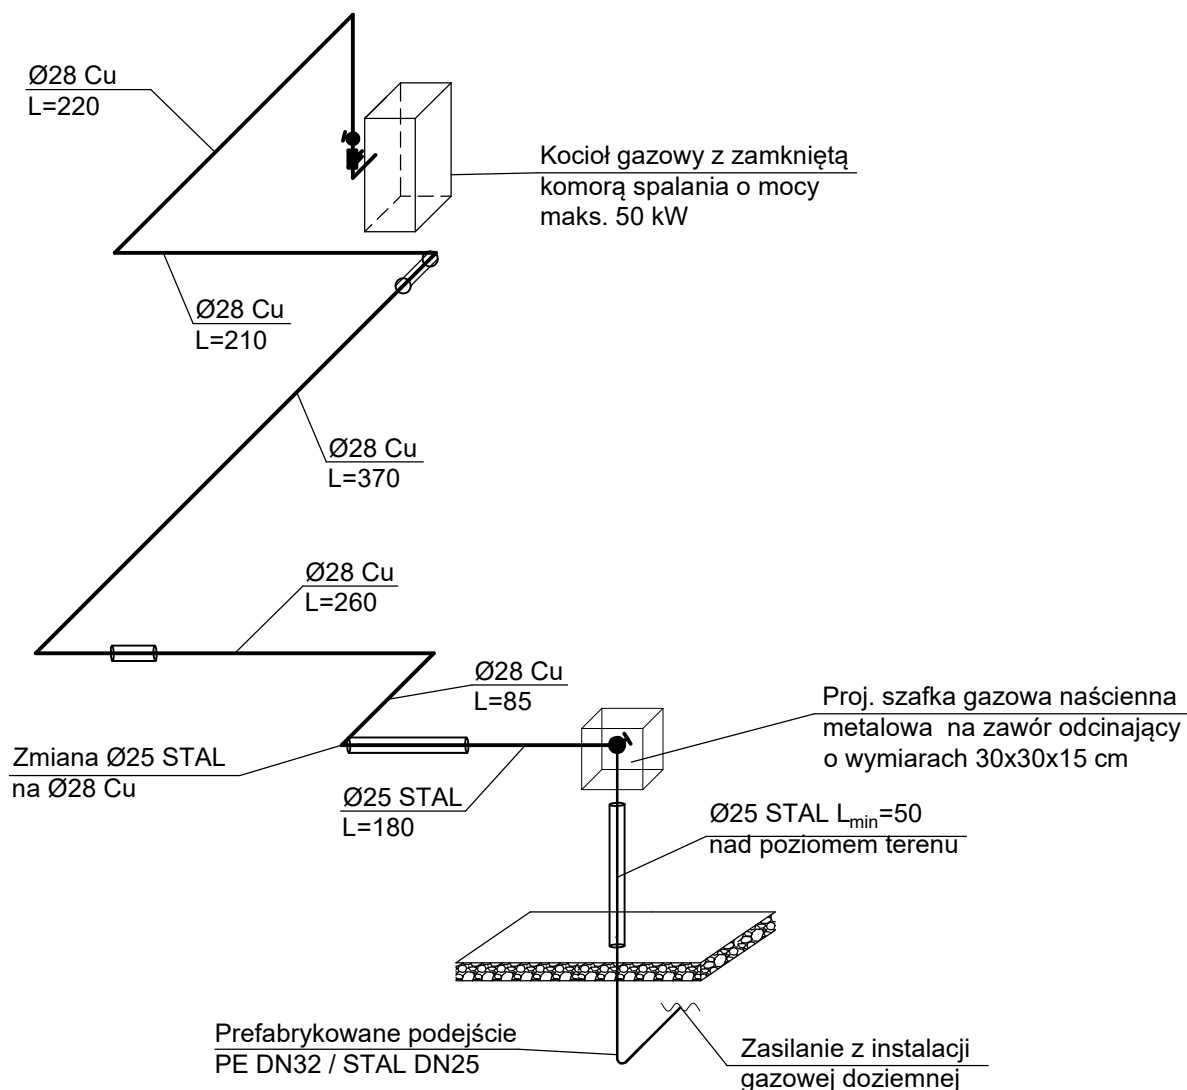 Ø28 Cu
L=220
Kocioł gazowy z zamkniętą
komorą spalania o mocy
maks. 50 kW
Ø28 Cu
L=210
Ø28 Cu
L=370
Ø28 Cu
L=260
Ø28 Cu
L=85
Proj. szafka gazowa naścienna
metalowa na zawór odcinający
o wymiarach 30x30x15 cm
Zmiana Ø25 STAL
na Ø28 Cu
Ø25 STAL
L=180
Ø25 STAL Lmin=50
nad poziomem terenu
Prefabrykowane podejście
PE DN32 / STAL DN25
Zasilanie z instalacji
gazowej doziemnej